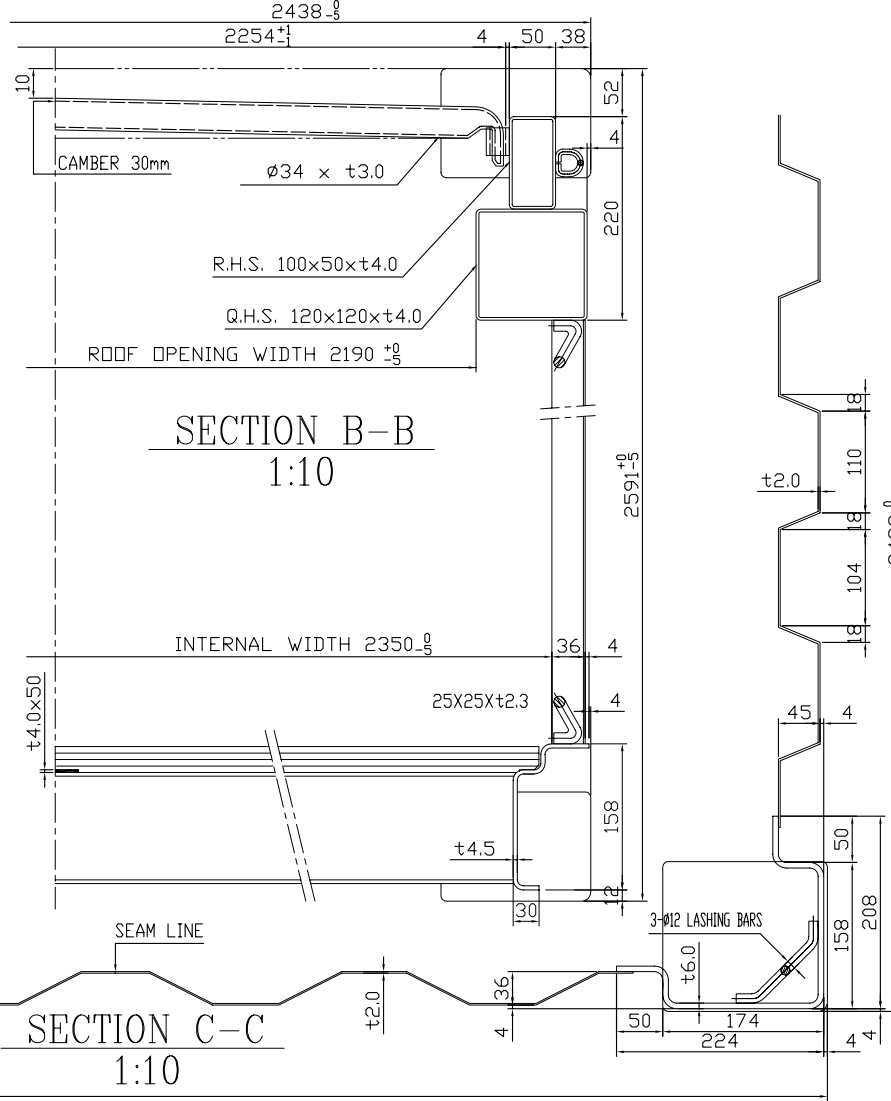 2438 0 -5
2254 +1 -1
4
50
38
10
52
4
CAMBER 30mm
Ø34 x t3.0
220
R.H.S. 100x50xt4.0
Q.H.S. 120x120xt4.0
ROOF OPENING WIDTH 2190 +0 -5
18
SECTION B-B
1:10
110
2591 +0 -5
t2.0
18
104
18
INTERNAL WIDTH 2350 0 -5
36
4
t4.0x50
25X25Xt2.3
4
45
4
158
50
t4.5
12
30
208
158
3-Ø12 LASHING BARS
SEAM LINE
t6.0
36
t2.0
4
50
174
4
224
4
SECTION C-C
1:10